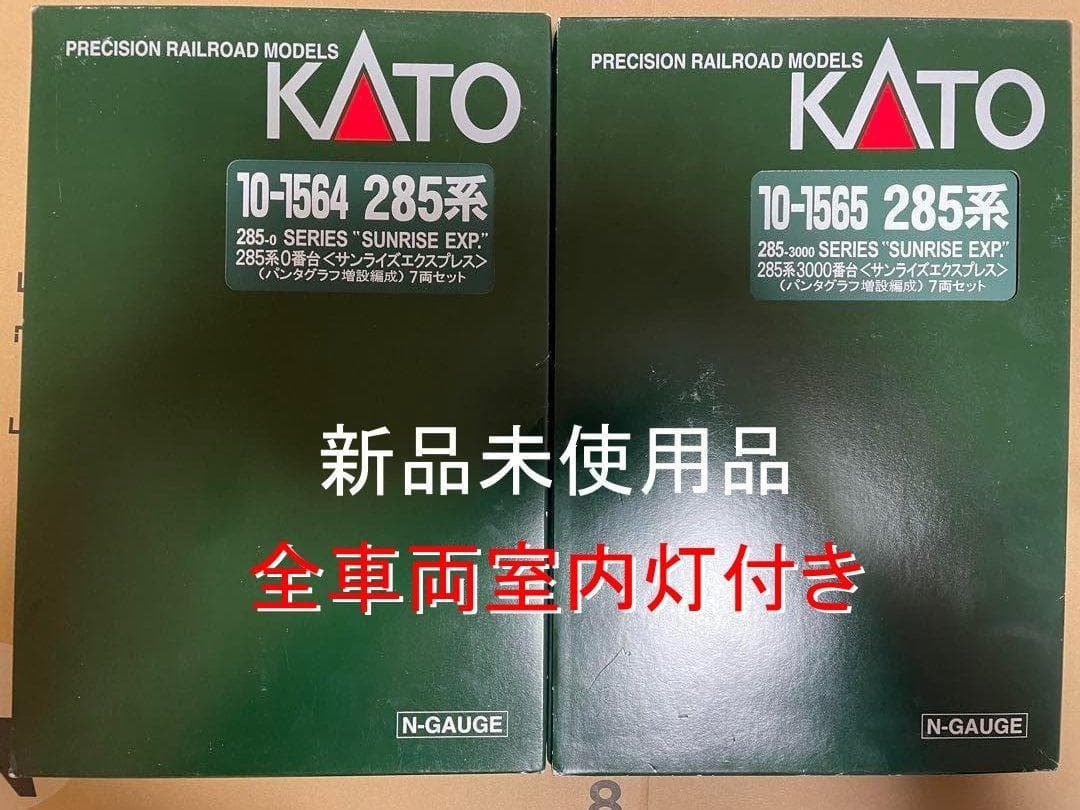 PRECISION RAILROAD MODELS
KATO
10-1564 285系
285-0 SERIES "SUNRISE EXP."
285系0番台<サンライズエクスプレス>
(パンタグラフ増設編成) 7両セット
N-GAUGE
PRECISION RAILROAD MODELS
KATO
10-1565 285系
285-3000 SERIES "SUNRISE EXP."
285系3000番台<サンライズエクスプレス>
(パンタグラフ増設編成) 7両セット
N-GAUGE
新品未使用品
全車両室内灯付き
8